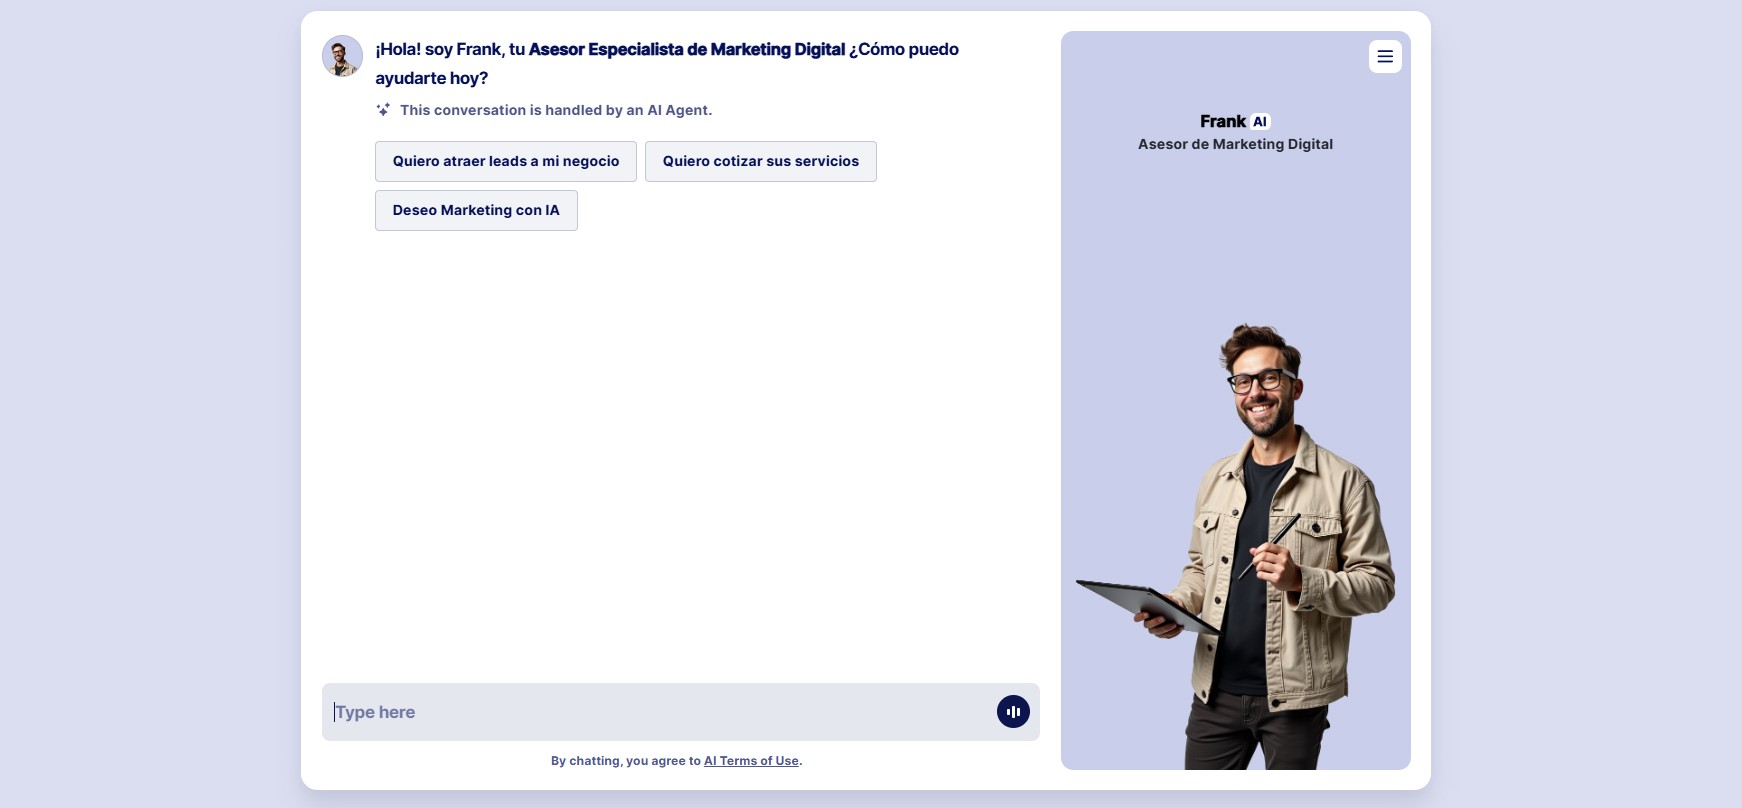 ¡Hola! soy Frank, tu Asesor Especialista de Marketing Digital ¿Cómo puedo
ayudarte hoy?
This conversation is handled by an AI Agent.
Quiero atraer leads a mi negocio
Quiero cotizar sus servicios
Deseo Marketing con IA
Type here
By chatting, you agree to AI Terms of Use.
Frank AI
Asesor de Marketing Digital